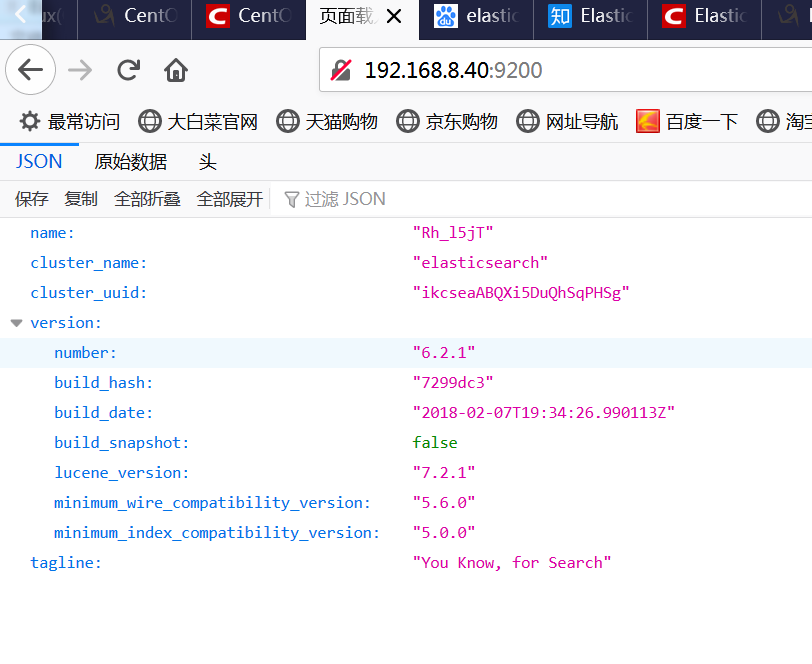 CentO CentO 页面载 elastic Elastic Elastic
192.168.8.40:9200
最常访问 大白菜官网 天猫购物 京东购物 网址导航 百度一下 淘宝
JSON 原始数据 头
保存 复制 全部折叠 全部展开 过滤 JSON
name: "Rh_l5jT"
cluster_name: "elasticsearch"
cluster_uuid: "ikcseaABQXi5DuQhSqPHSg"
version:
number: "6.2.1"
build_hash: "7299dc3"
build_date: "2018-02-07T19:34:26.990113Z"
build_snapshot: false
lucene_version: "7.2.1"
minimum_wire_compatibility_version: "5.6.0"
minimum_index_compatibility_version: "5.0.0"
tagline: "You Know, for Search"